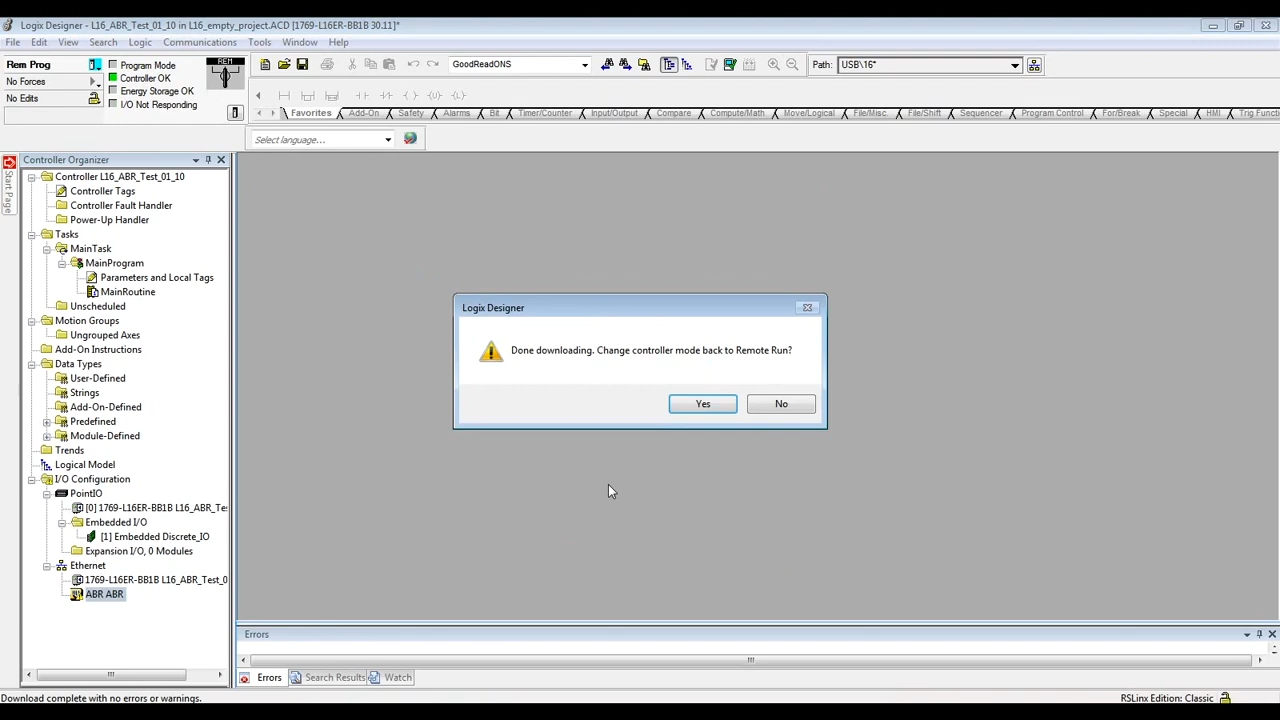 Logix Designer - L16_ABR_Test_01_10 in L16_empty_project.ACD [1769-L16ER-BB1B 30.11]*
File Edit View Search Logic Communications Tools Window Help
Rem Prog
No Forces
No Edits
Program Mode
Controller OK
Energy Storage OK
I/O Not Responding
REM
GoodReadONS
Path: USB\16*
Favorites Add-On Safety Alarms Bit Timer/Counter Input/Output Compare Compute/Math Move/Logical File/Misc. File/Shift Sequencer Program Control For/Break Special HMI Trig Func
Select language...
Start Page
Controller Organizer
Controller L16_ABR_Test_01_10
Controller Tags
Controller Fault Handler
Power-Up Handler
Tasks
MainTask
MainProgram
Parameters and Local Tags
MainRoutine
Unscheduled
Motion Groups
Ungrouped Axes
Add-On Instructions
Data Types
User-Defined
Strings
Add-On-Defined
Predefined
Module-Defined
Trends
Logical Model
I/O Configuration
PointIO
[0] 1769-L16ER-BB1B L16_ABR_Te
Embedded I/O
[1] Embedded Discrete_IO
Expansion I/O, 0 Modules
Ethernet
1769-L16ER-BB1B L16_ABR_Test_0
ABR ABR
Logix Designer
Done downloading. Change controller mode back to Remote Run?
Yes No
Errors
Errors Search Results Watch
Download complete with no errors or warnings.
RSLinx Edition: Classic